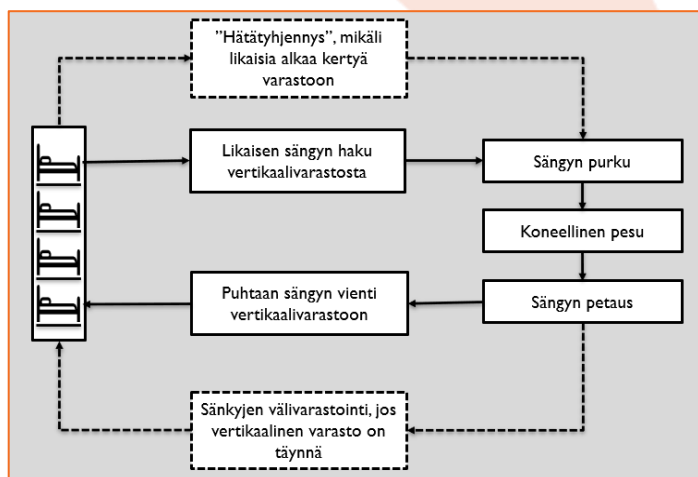 ”Hätätyhjennys”, mikäli
likaisia alkaa kertyä
varastoon
Likaisen sängyn haku
vertikaalivarastosta
Sängyn purku
Koneellinen pesu
Puhtaan sängyn vienti
vertikaalivarastoon
Sängyn petaus
Sänkyjen välivarastointi, jos
vertikaalinen varasto on
täynnä